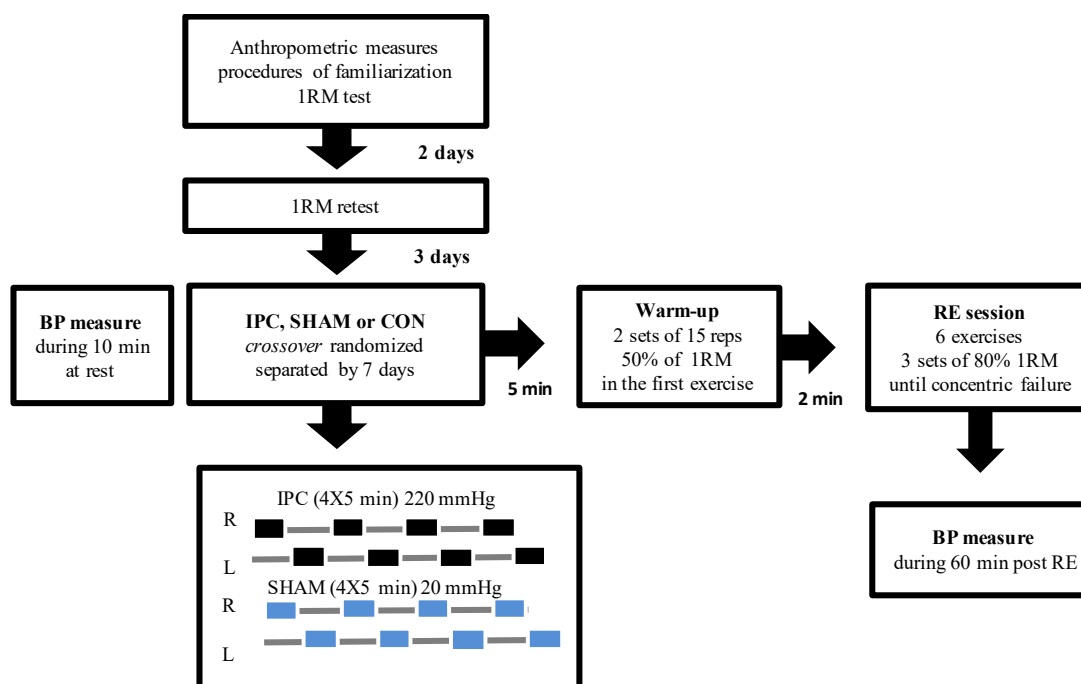 Anthropometric measures
procedures of familiarization
1RM test
2 days
1RM retest
3 days
BP measure
during 10 min
at rest
IPC, SHAM or CON
crossover randomized
separated by 7 days
5 min
Warm-up
2 sets of 15 reps
50% of 1RM
in the first exercise
2 min
RE session
6 exercises
3 sets of 80% 1RM
until concentric failure
IPC (4X5 min) 220 mmHg
R
L
SHAM (4X5 min) 20 mmHg
R
L
BP measure
during 60 min post RE